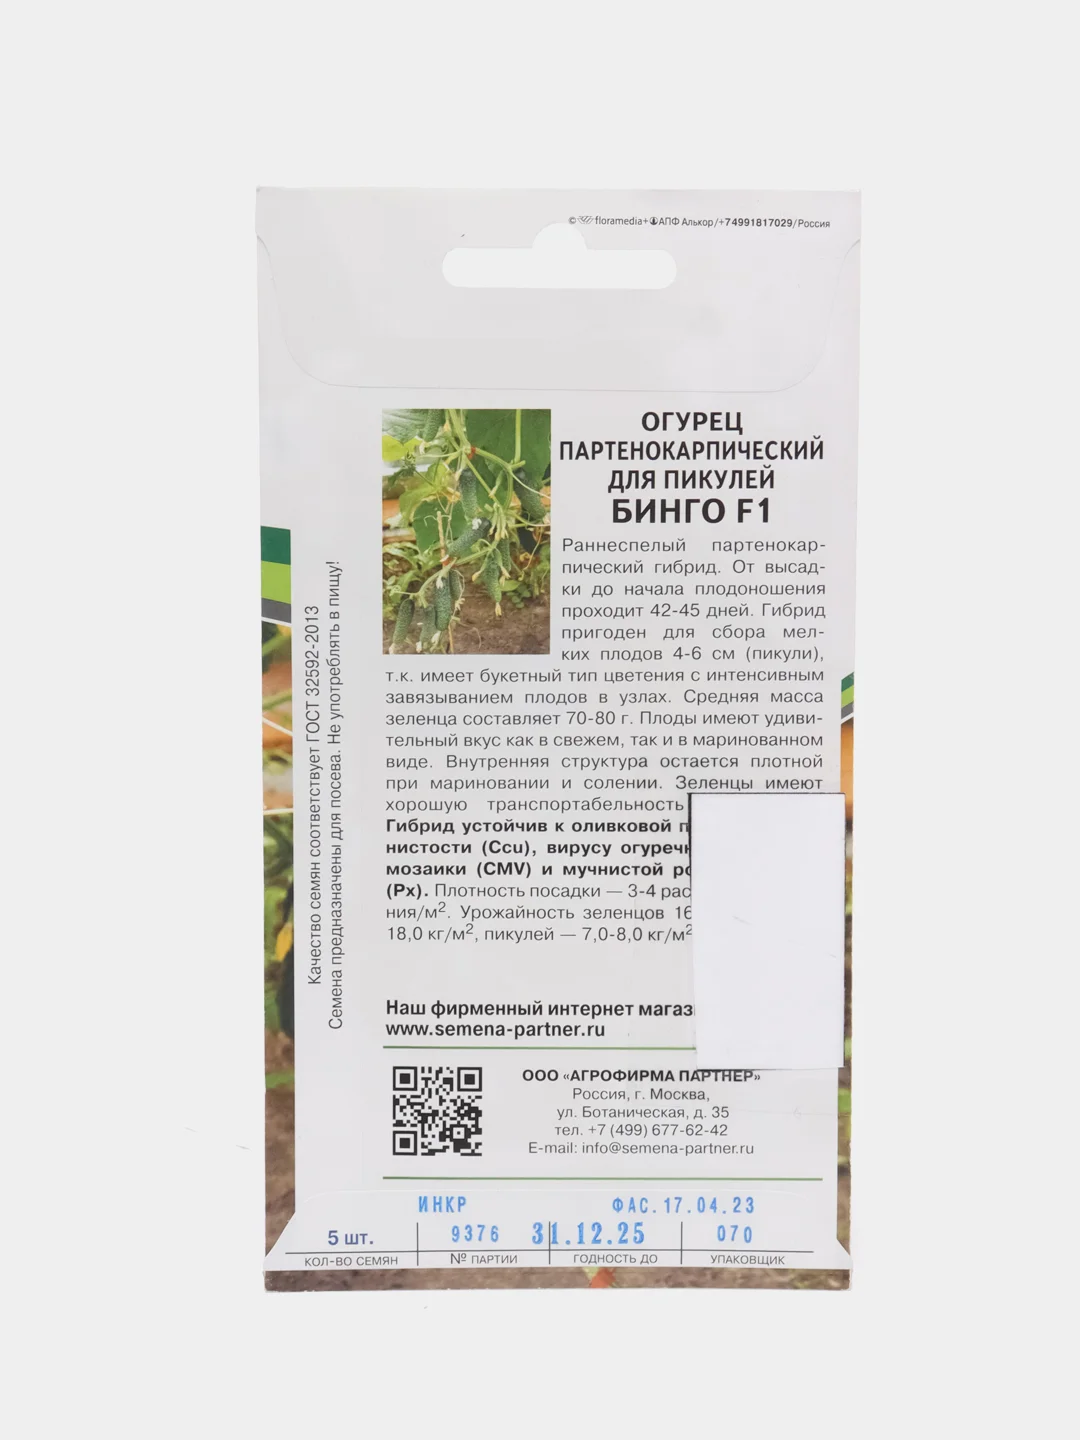 © floramedia+ АПФ Алькор/+74991817029/Россия
ОГУРЕЦ
ПАРТЕНОКАРПИЧЕСКИЙ
ДЛЯ ПИКУЛЕЙ
БИНГО F1
Раннеспелый партенокар-
пический гибрид. От высад-
ки до начала плодоношения
проходит 42-45 дней. Гибрид
пригоден для сбора мел-
ких плодов 4-6 см (пикули),
т.к. имеет букетный тип цветения с интенсивным
завязыванием плодов в узлах. Средняя масса
зеленца составляет 70-80 г. Плоды имеют удиви-
тельный вкус как в свежем, так и в маринованном
виде. Внутренняя структура остается плотной
при мариновании и солении. Зеленцы имеют
хорошую транспортабельность
Гибрид устойчив к оливковой
нистости (Ccu), вирусу
мозаики (CMV) и мучнистой
(Px). Плотность посадки — 3-4
ния/м². Урожайность зеленцов
18,0 кг/м², пикулей — 7,0-8,0 кг/м²
Наш фирменный интернет
www.semena-partner.ru
Качество семян соответствует ГОСТ 32592-2013
Семена предназначены для посева. Не употреблять в пищу!
ООО «АГРОФИРМА ПАРТНЕР»
Россия, г. Москва,
ул. Ботаническая, д. 35
тел. +7 (499) 677-62-42
E-mail: info@semena-partner.ru
ИНКР ФАС.17.04.23
5 шт. 9376 31.12.25 070
КОЛ-ВО СЕМЯН № ПАРТИИ ГОДНОСТЬ ДО УПАКОВЩИК